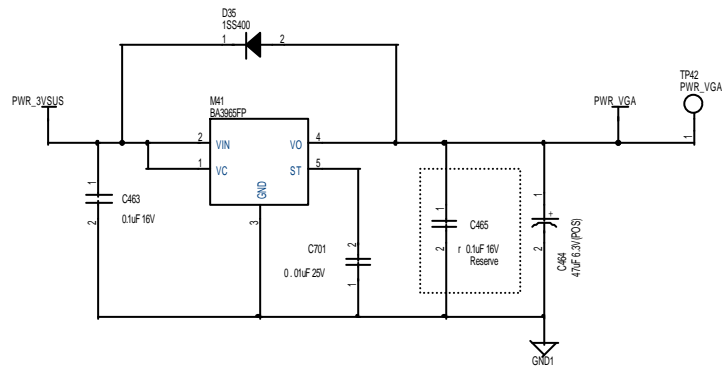 D35
1SS400
1
2
PWR_3VSUS
M41
BA3965FP
PWR_VGA
TP42
PWR_VGA
2
VIN
VO
4
1
VC
ST
5
GND
3
1
1
C463
2
0.1uF 16V
1
C465
2
r 0.1uF 16V
Reserve
1
+
2
C464
47uF 6.3V(POS)
C701
2
0.01uF 25V
1
GND1